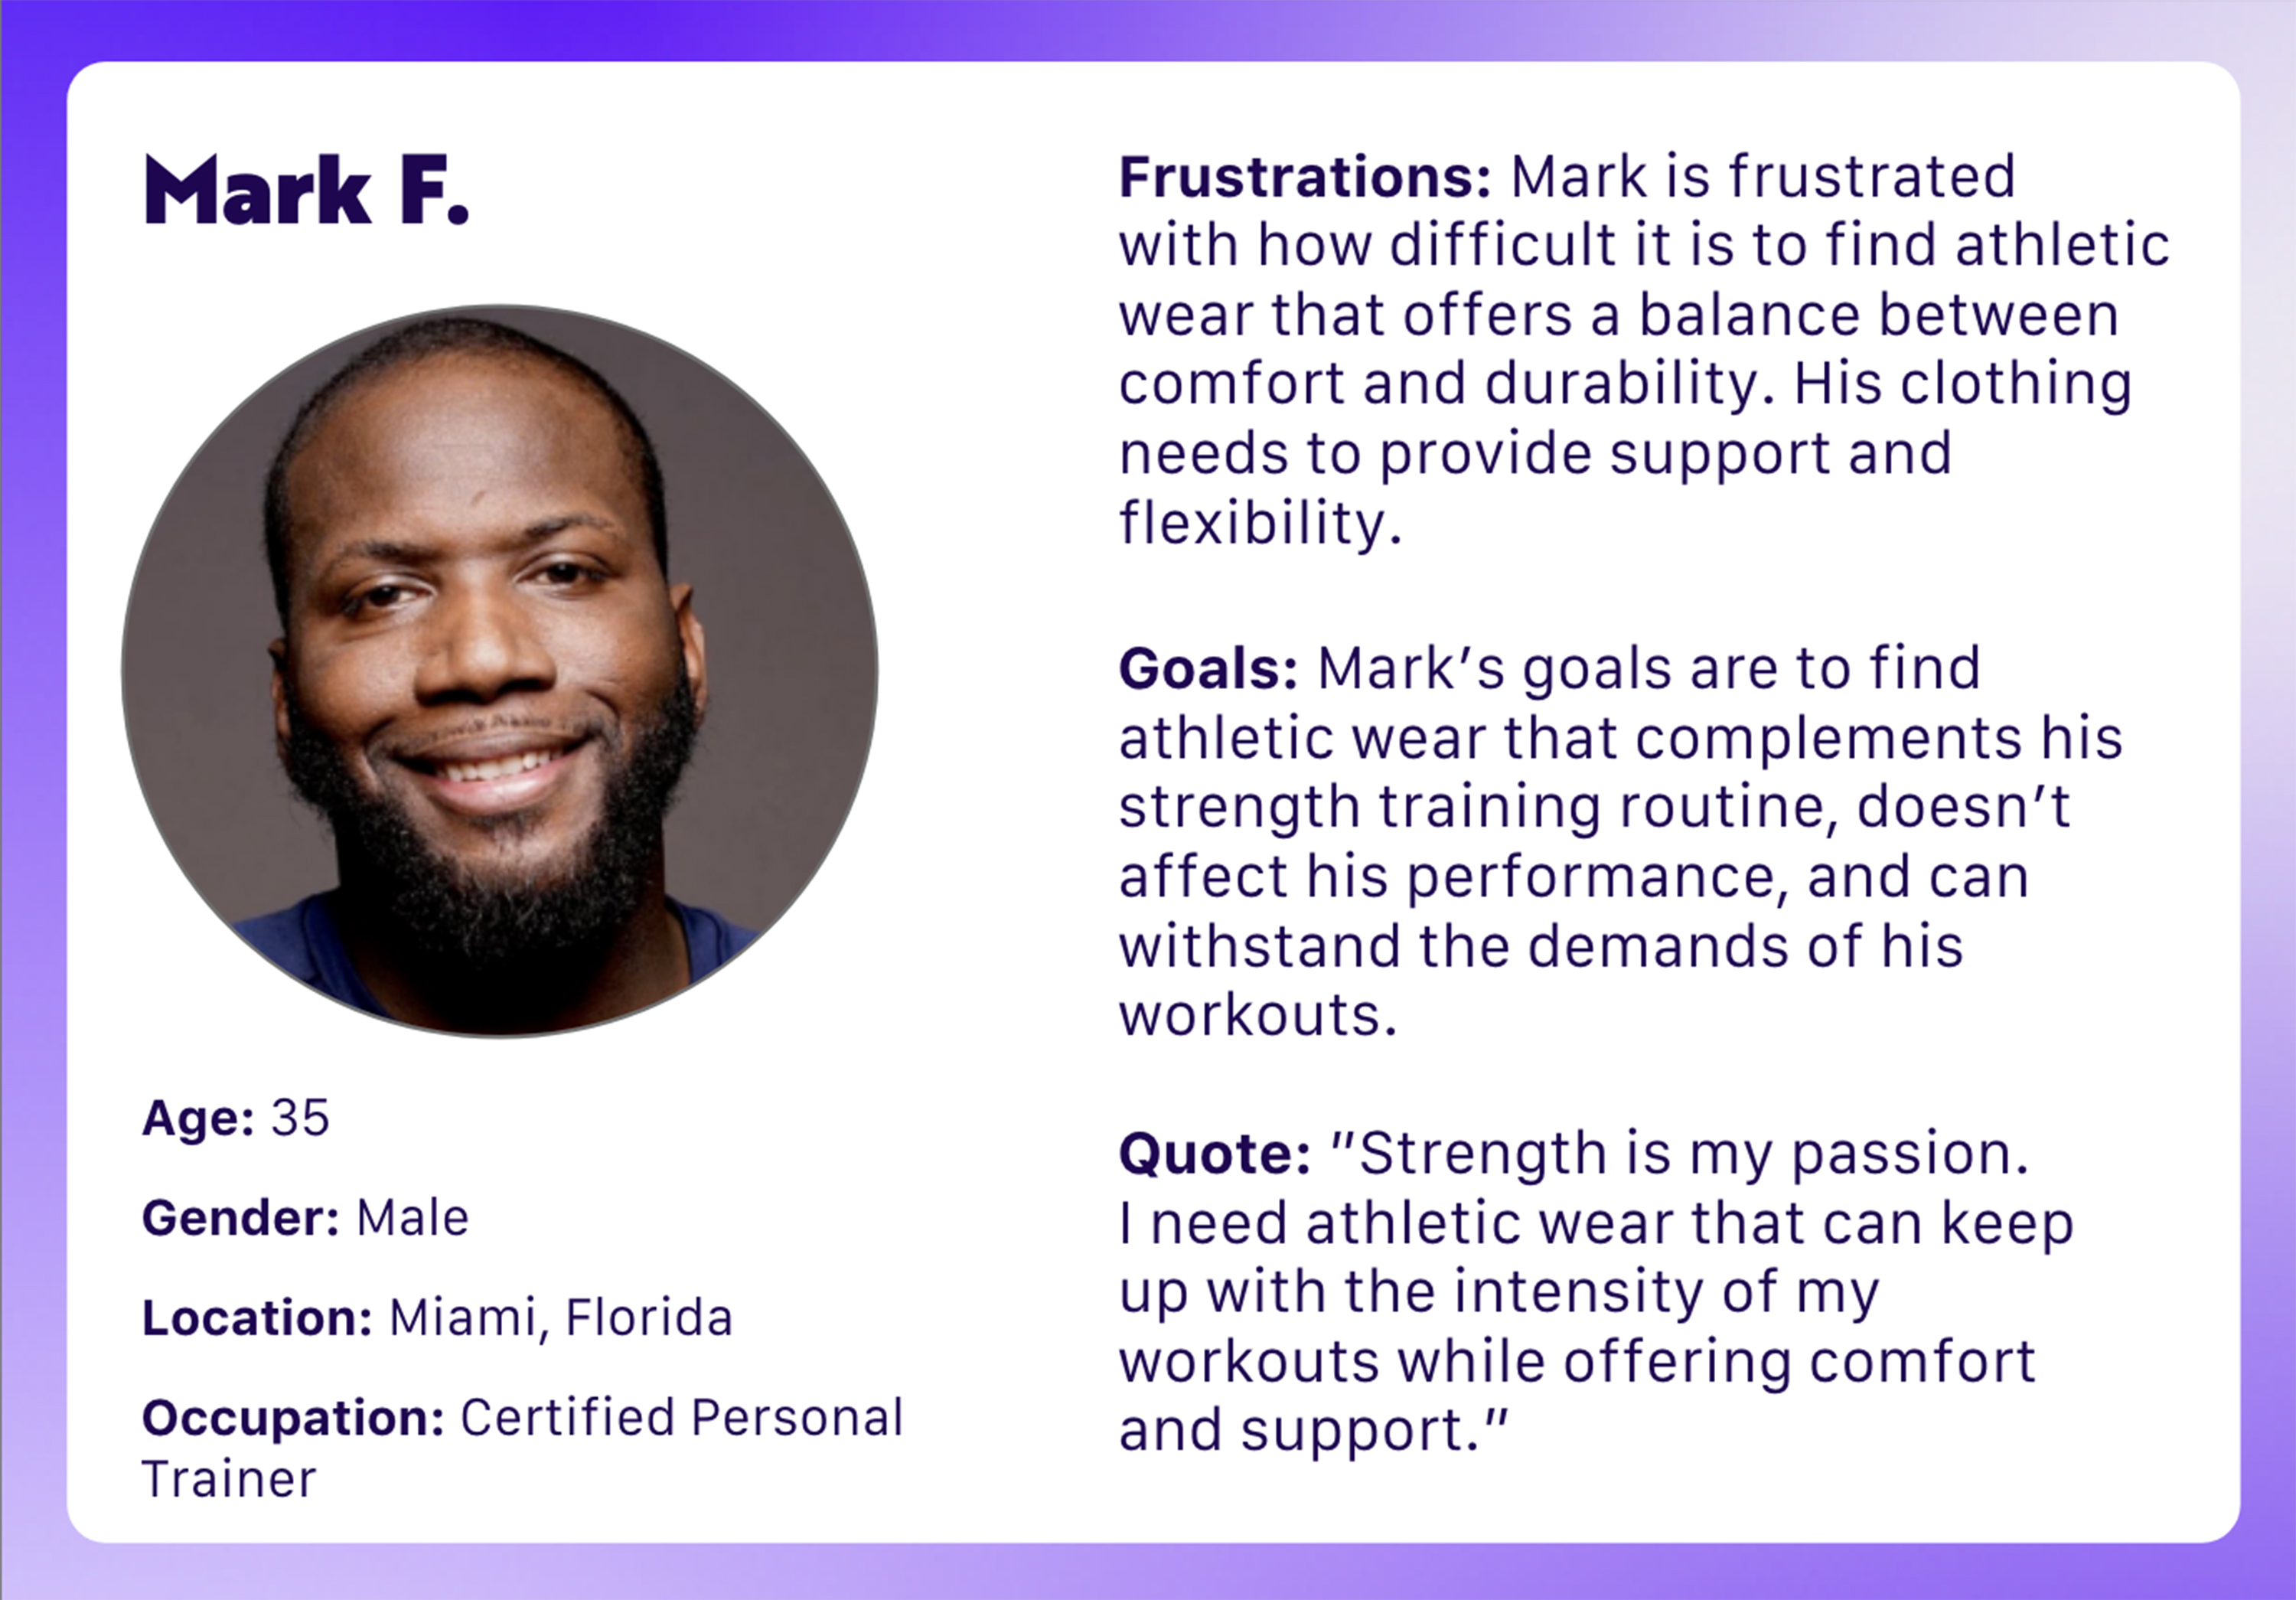 Mark F.
Age: 35
Gender: Male
Location: Miami, Florida
Occupation: Certified Personal
Trainer
Frustrations: Mark is frustrated
with how difficult it is to find athletic
wear that offers a balance between
comfort and durability. His clothing
needs to provide support and
flexibility.
Goals: Mark’s goals are to find
athletic wear that complements his
strength training routine, doesn’t
affect his performance, and can
withstand the demands of his
workouts.
Quote: "Strength is my passion.
I need athletic wear that can keep
up with the intensity of my
workouts while offering comfort
and support.”